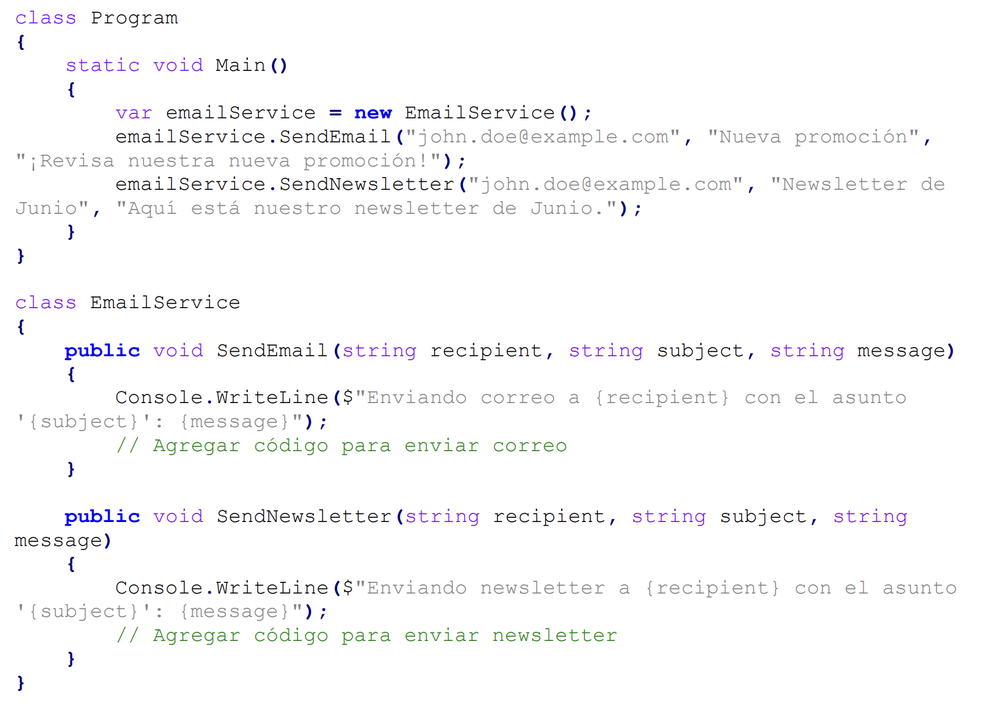 class Program
{
    static void Main()
    {
        var emailService = new EmailService();
        emailService.SendEmail("john.doe@example.com", "Nueva promoción",
"¡Revisa nuestra nueva promoción!");
        emailService.SendNewsletter("john.doe@example.com", "Newsletter de
Junio", "Aquí está nuestro newsletter de Junio.");
    }
}

class EmailService
{
    public void SendEmail(string recipient, string subject, string message)
    {
        Console.WriteLine($"Enviando correo a {recipient} con el asunto
'{subject}': {message}");
        // Agregar código para enviar correo
    }

    public void SendNewsletter(string recipient, string subject, string
message)
    {
        Console.WriteLine($"Enviando newsletter a {recipient} con el asunto
'{subject}': {message}");
        // Agregar código para enviar newsletter
    }
}